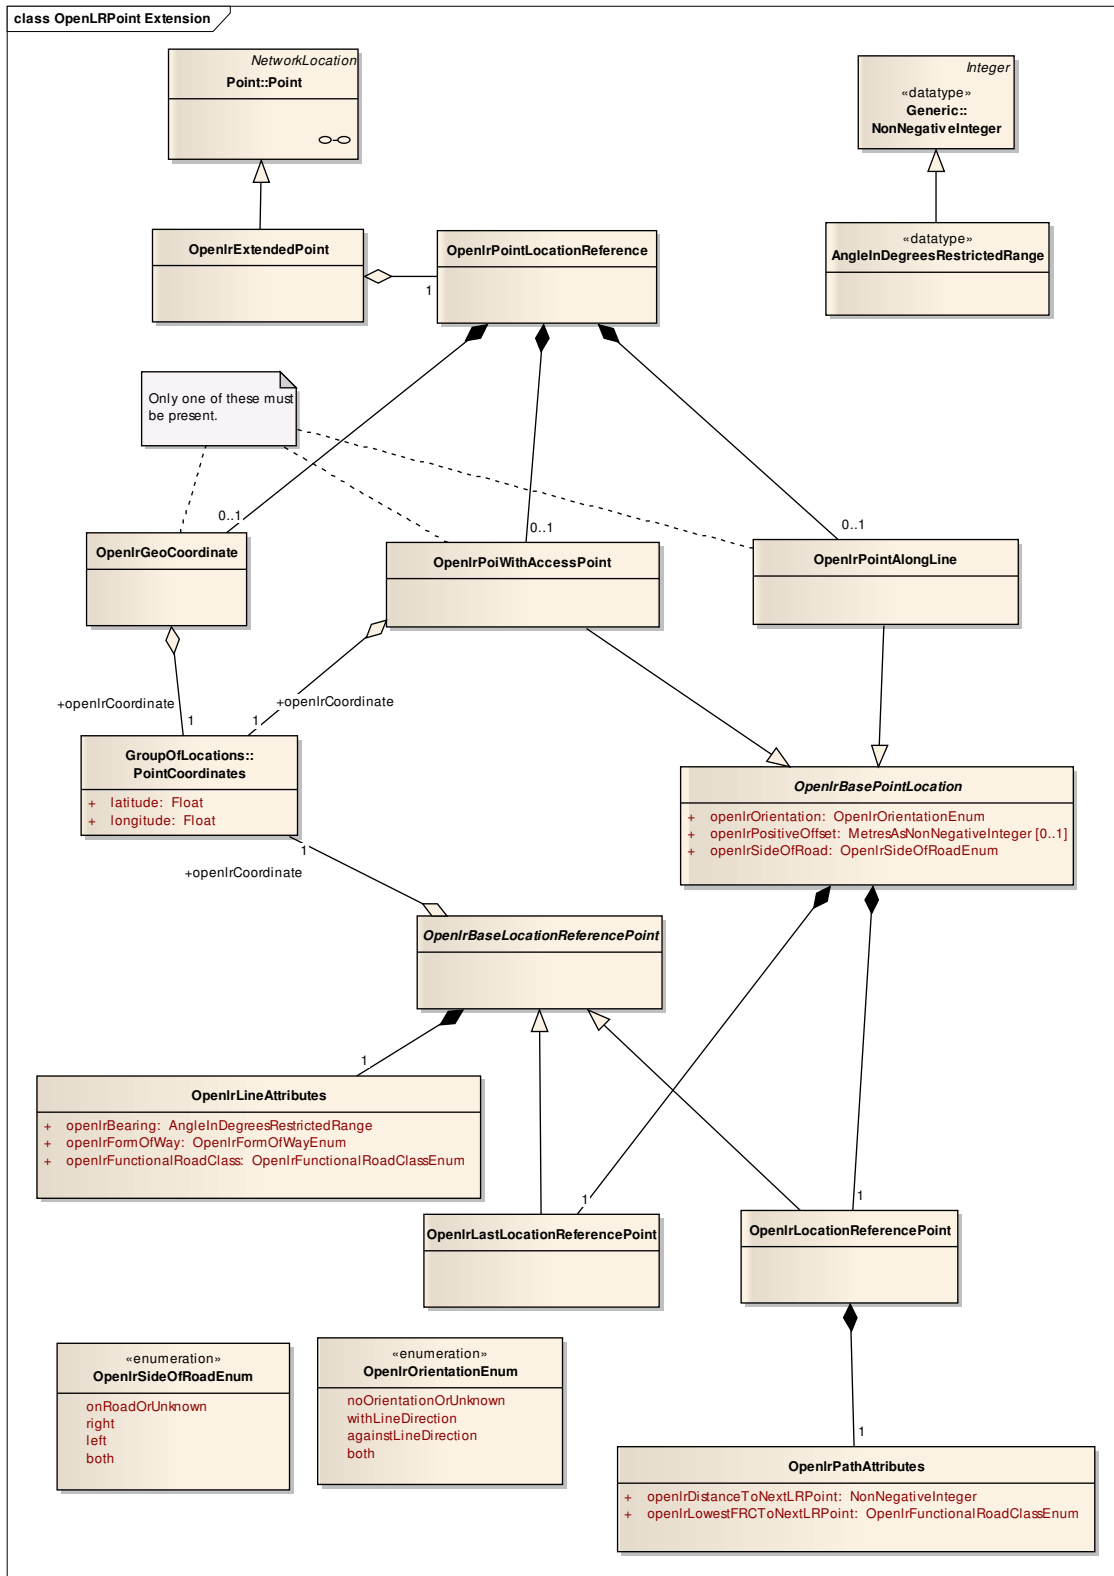 class OpenLRPoint Extension
NetworkLocation
Point::Point
Integer
«datatype»
Generic::
NonNegativeInteger
OpenlrExtendedPoint
1
OpenlrPointLocationReference
«datatype»
AngleInDegreesRestrictedRange
Only one of these must
be present.
0..1
0..1
0..1
OpenlrGeoCoordinate
OpenlrPoiWithAccessPoint
OpenlrPointAlongLine
+openlrCoordinate
1
+openlrCoordinate
1
GroupOfLocations::
PointCoordinates
+ latitude: Float
+ longitude: Float
OpenlrBasePointLocation
+ openlrOrientation: OpenlrOrientationEnum
+ openlrPositiveOffset: MetresAsNonNegativeInteger [0..1]
+ openlrSideOfRoad: OpenlrSideOfRoadEnum
1
+openlrCoordinate
OpenlrBaseLocationReferencePoint
1
OpenlrLineAttributes
+ openlrBearing: AngleInDegreesRestrictedRange
+ openlrFormOfWay: OpenlrFormOfWayEnum
+ openlrFunctionalRoadClass: OpenlrFunctionalRoadClassEnum
1
1
OpenlrLastLocationReferencePoint
OpenlrLocationReferencePoint
«enumeration»
OpenlrSideOfRoadEnum
onRoadOrUnknown
right
left
both
«enumeration»
OpenlrOrientationEnum
noOrientationOrUnknown
withLineDirection
againstLineDirection
both
1
OpenlrPathAttributes
+ openlrDistanceToNextLRPoint: NonNegativeInteger
+ openlrLowestFRCToNextLRPoint: OpenlrFunctionalRoadClassEnum